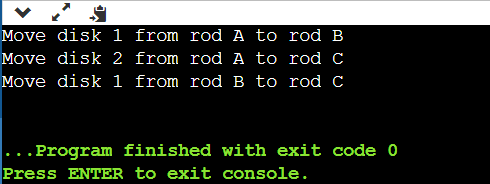 Move disk 1 from rod A to rod B
Move disk 2 from rod A to rod C
Move disk 1 from rod B to rod C
...Program finished with exit code 0
Press ENTER to exit console.